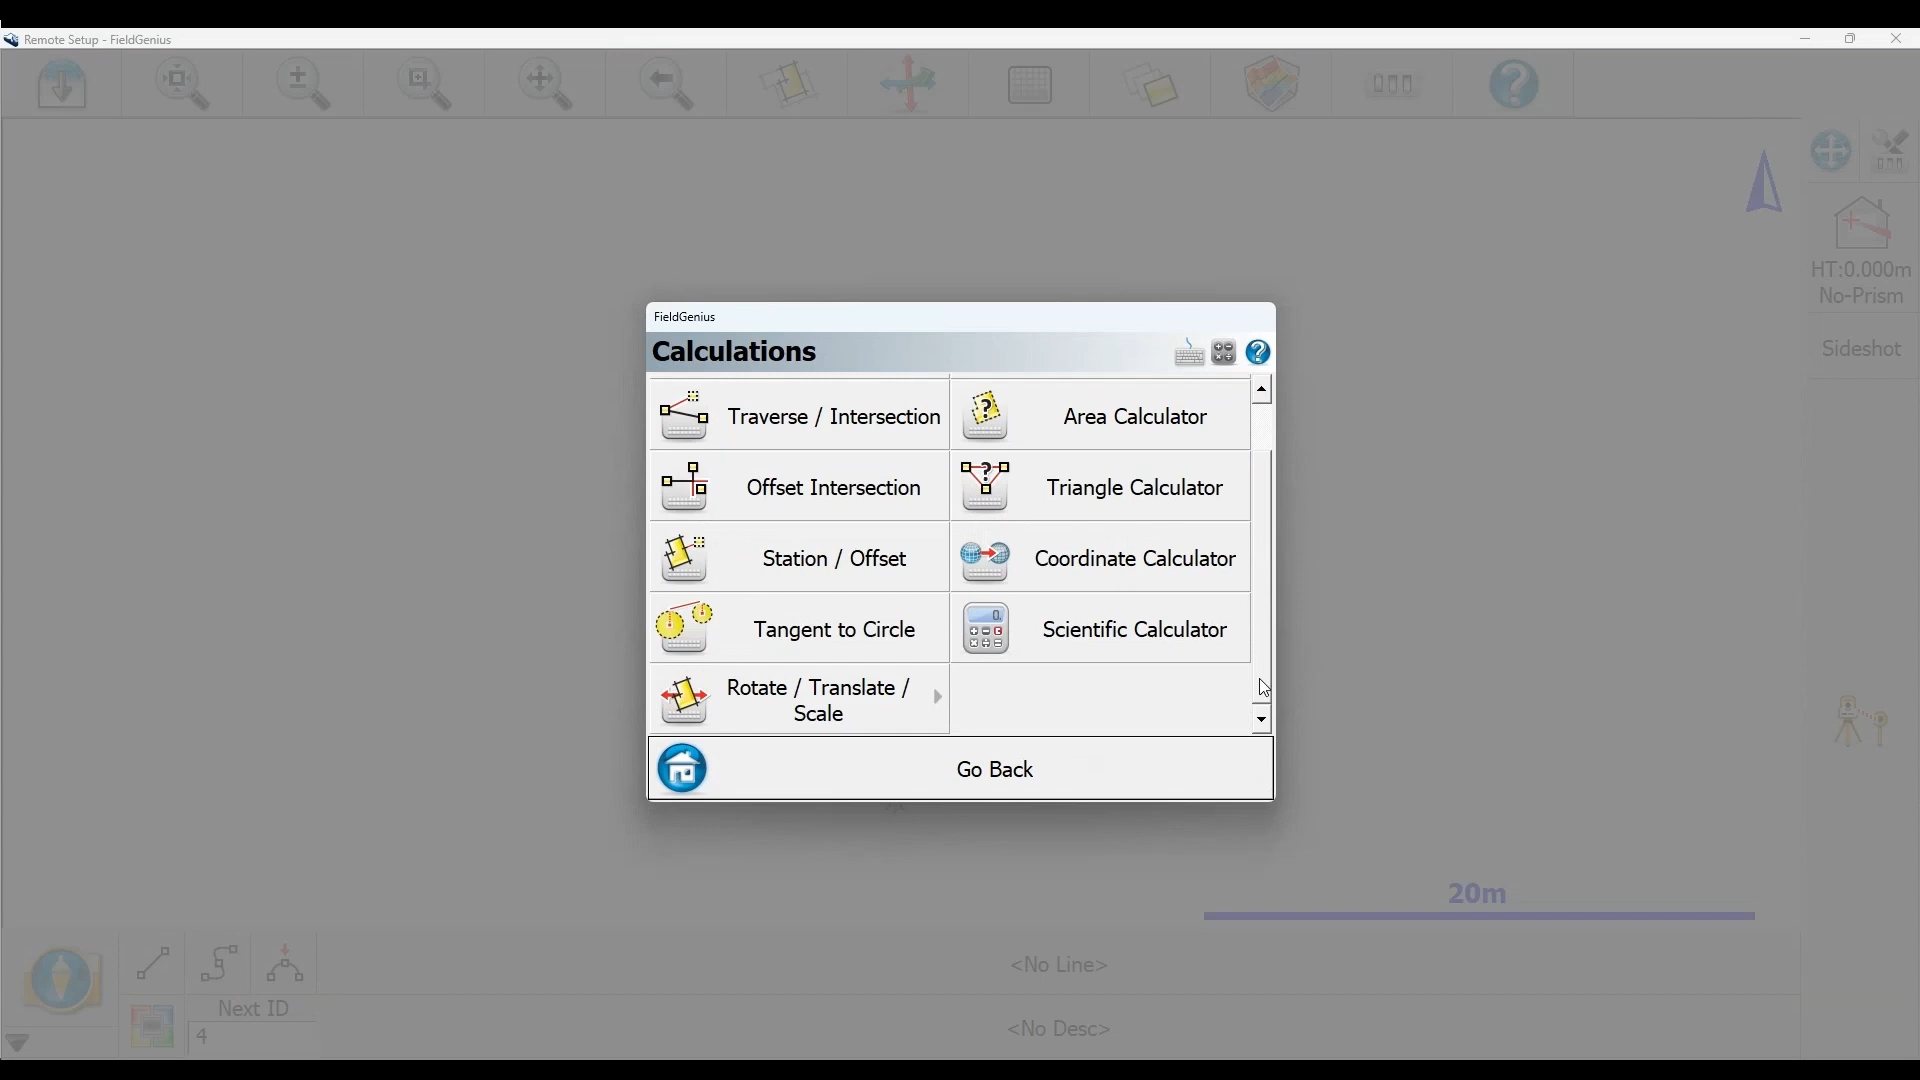 Remote Setup - FieldGenius
HT:0.000m
No-Prism
Sideshot
FieldGenius
Calculations
Traverse / Intersection
Area Calculator
Offset Intersection
Triangle Calculator
Station / Offset
Coordinate Calculator
Tangent to Circle
Scientific Calculator
Rotate / Translate /
Scale
Go Back
20m
<No Line>
Next ID
4
<No Desc>